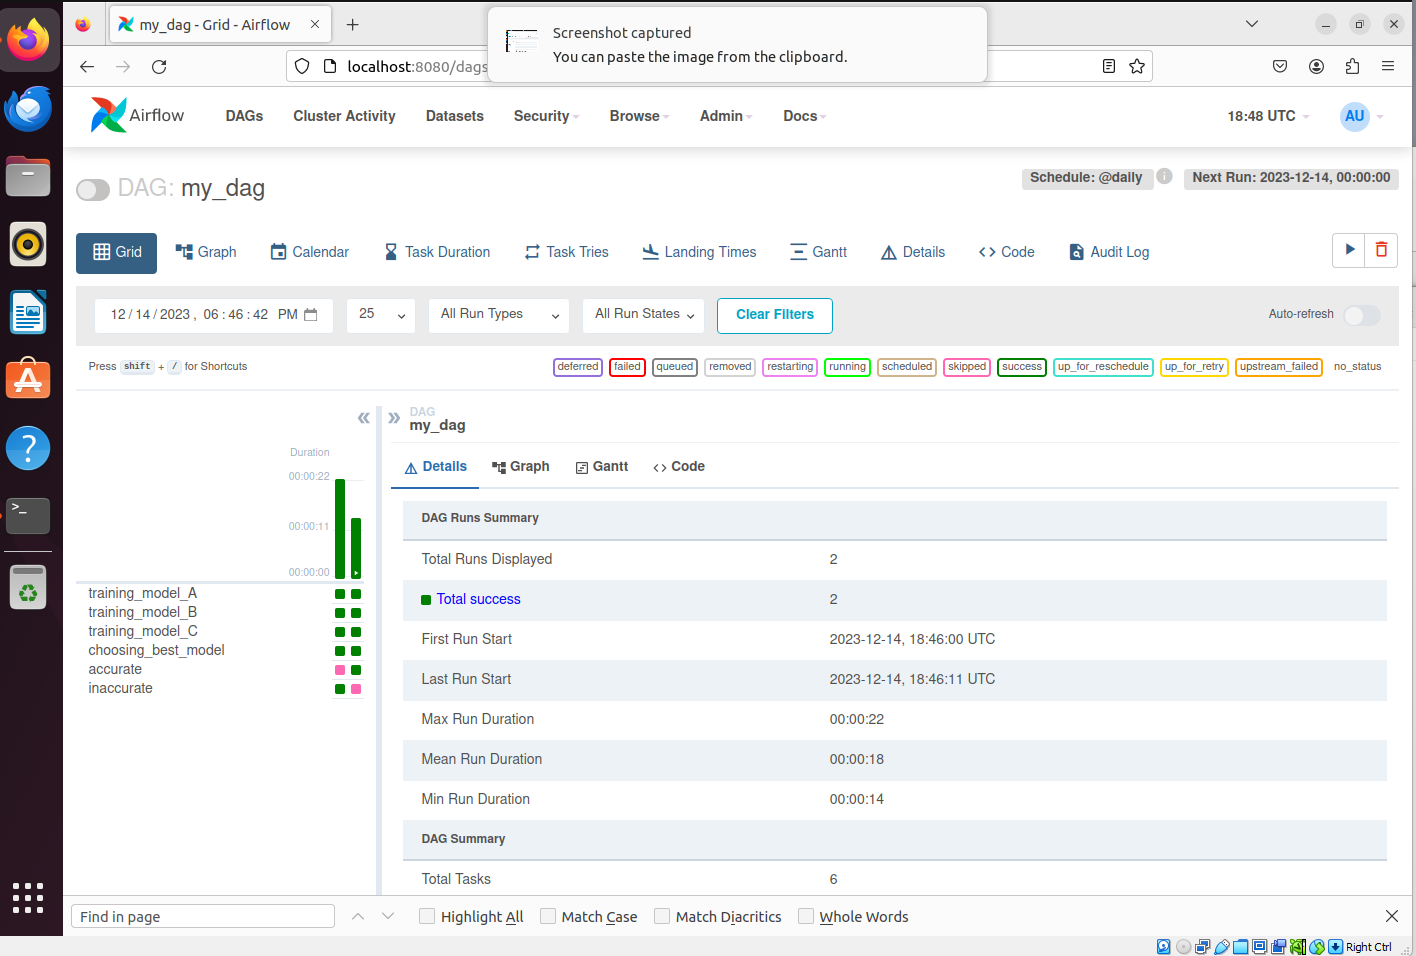 my_dag - Grid - Airflow
Screenshot captured
You can paste the image from the clipboard.
localhost:8080/dags
Airflow DAGs Cluster Activity Datasets Security Browse Admin Docs 18:48 UTC AU
DAG: my_dag Schedule: @daily i Next Run: 2023-12-14, 00:00:00
Grid Graph Calendar Task Duration Task Tries Landing Times Gantt Details Code Audit Log
12/14/2023, 06:46:42 PM 25 All Run Types All Run States Clear Filters Auto-refresh
Press shift + / for Shortcuts deferred failed queued removed restarting running scheduled skipped success up_for_reschedule up_for_retry upstream_failed no_status
DAG
my_dag
Duration
00:00:22
00:00:11
00:00:00
training_model_A
training_model_B
training_model_C
choosing_best_model
accurate
inaccurate
Details Graph Gantt Code
DAG Runs Summary
Total Runs Displayed 2
Total success 2
First Run Start 2023-12-14, 18:46:00 UTC
Last Run Start 2023-12-14, 18:46:11 UTC
Max Run Duration 00:00:22
Mean Run Duration 00:00:18
Min Run Duration 00:00:14
DAG Summary
Total Tasks 6
Find in page Highlight All Match Case Match Diacritics Whole Words
Right Ctrl